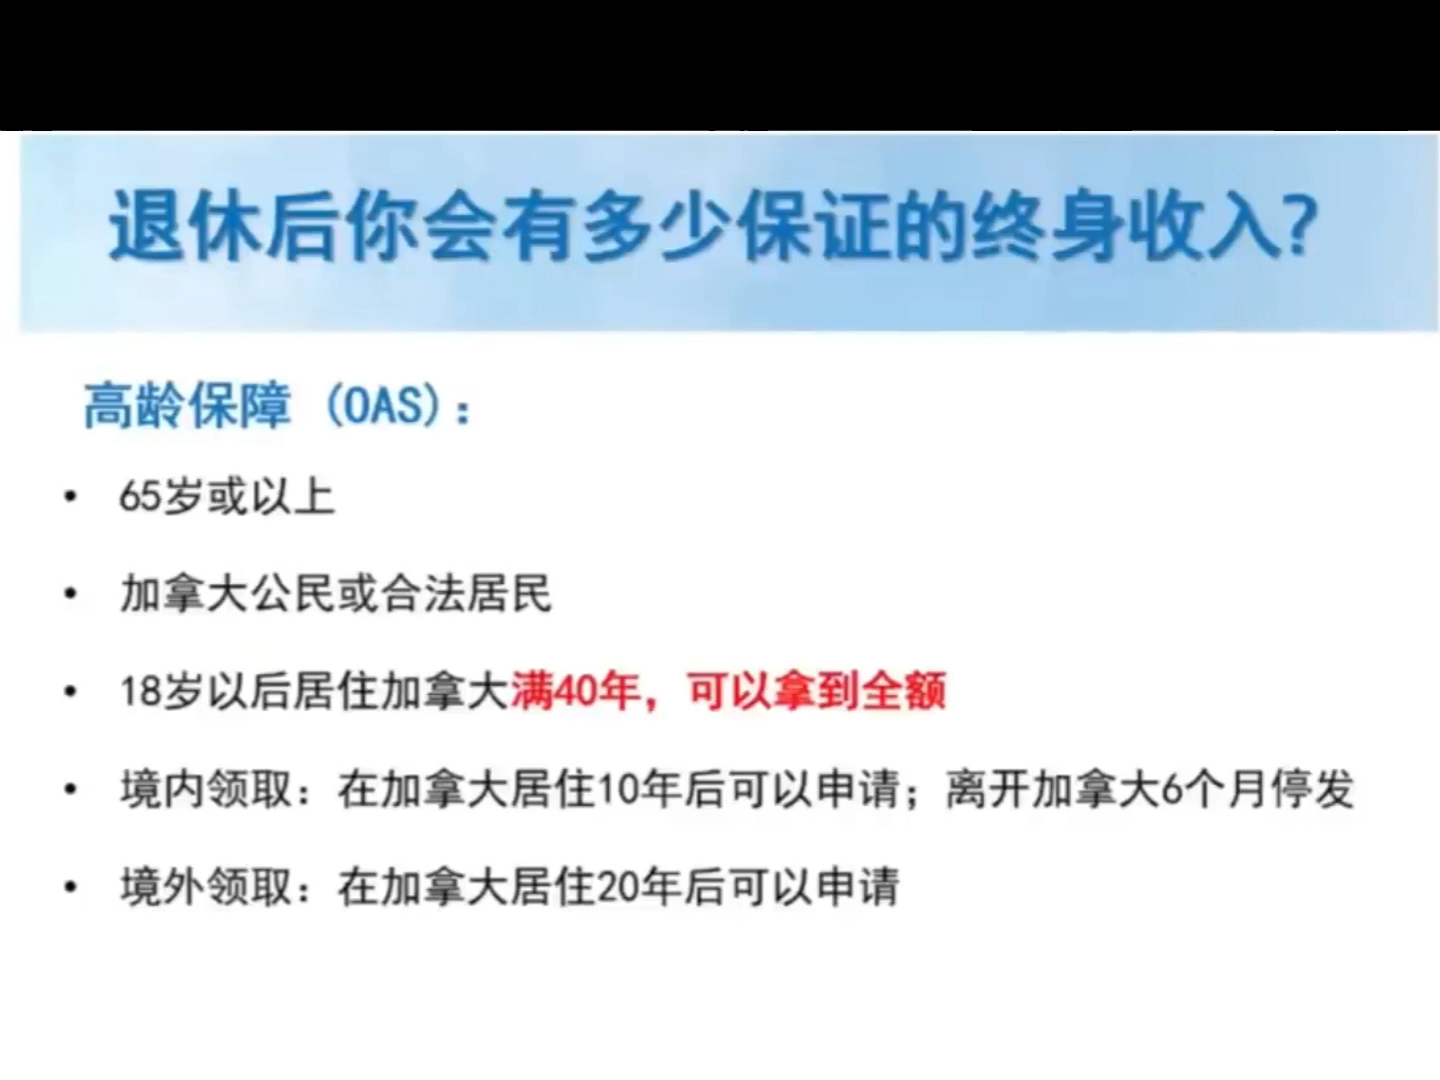 退休后你会有多少保证的终身收入?
高龄保障 (OAS):
• 65岁或以上
• 加拿大公民或合法居民
• 18岁以后居住加拿大满40年，可以拿到全额
• 境内领取：在加拿大居住10年后可以申请；离开加拿大6个月停发
• 境外领取：在加拿大居住20年后可以申请